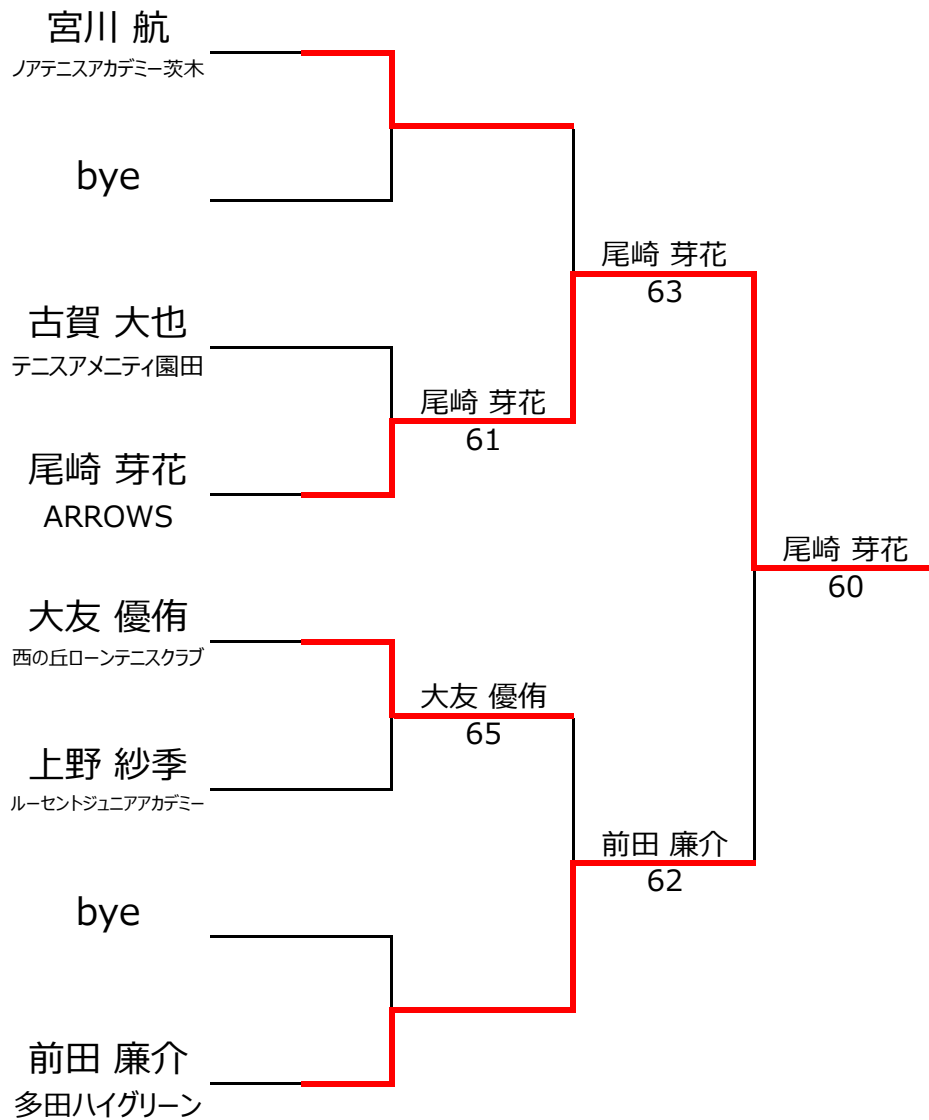 宮川 航
ノアテニスアカデミー茨木
bye
尾崎 芽花
63
古賀 大也
テニスアメニティ園田
尾崎 芽花
61
尾崎 芽花
ARROWS
尾崎 芽花
60
大友 優侑
西の丘ローンテニスクラブ
大友 優侑
65
上野 紗季
ルーセントジュニアアカデミー
前田 廉介
62
bye
前田 廉介
多田ハイグリーン